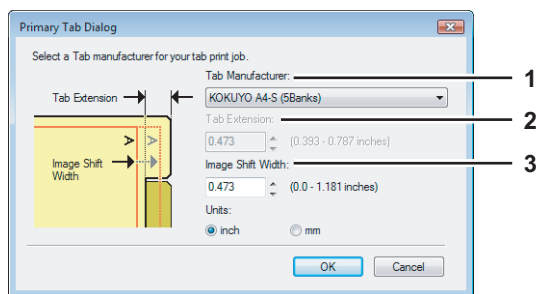 Primary Tab Dialog
Select a Tab manufacturer for your tab print job.
Tab Manufacturer:
1
Tab Extension
KOKUYO A4-S (5Banks)
Tab Extension:
2
0.473 (0.393 - 0.787 inches)
A A
Image Shift Width
Image Shift Width:
3
0.473 (0.0 - 1.181 inches)
Units:
inch mm
OK Cancel